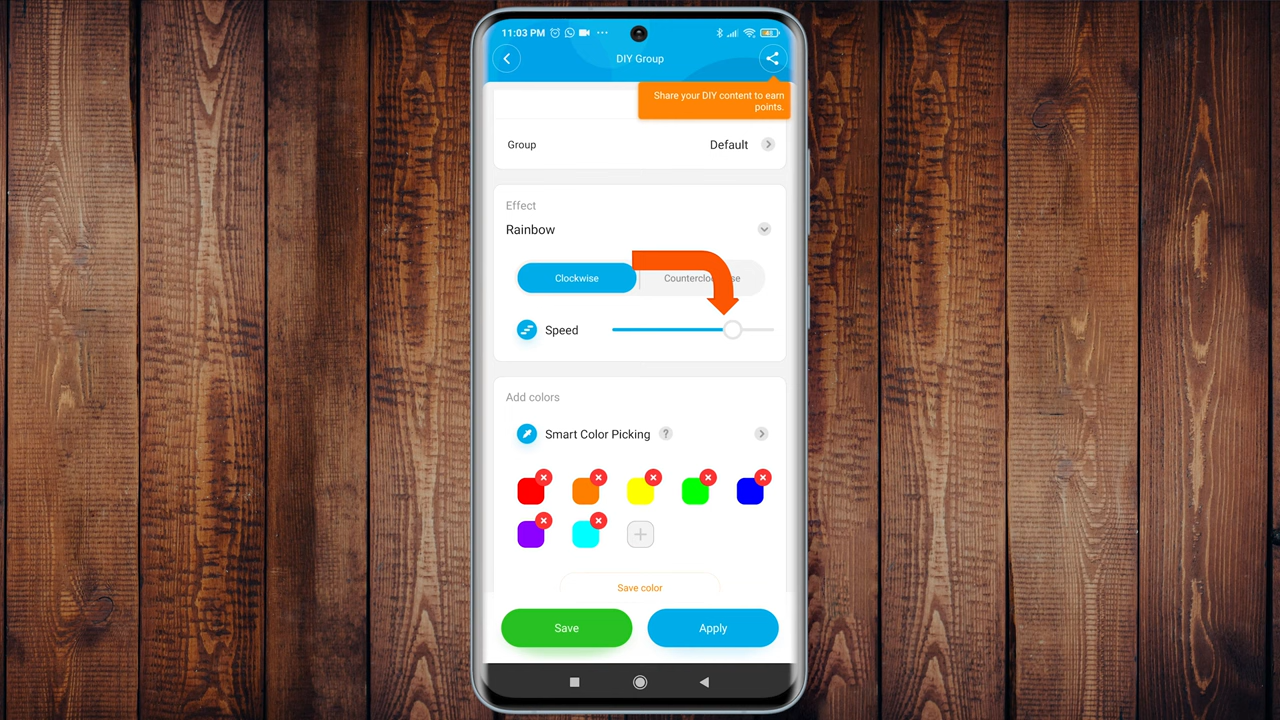 11:03 PM
48
DIY Group
Share your DIY content to earn
points.
Group
Default
Effect
Rainbow
Clockwise
Speed
Add colors
Smart Color Picking ?
Save color
Save
Apply